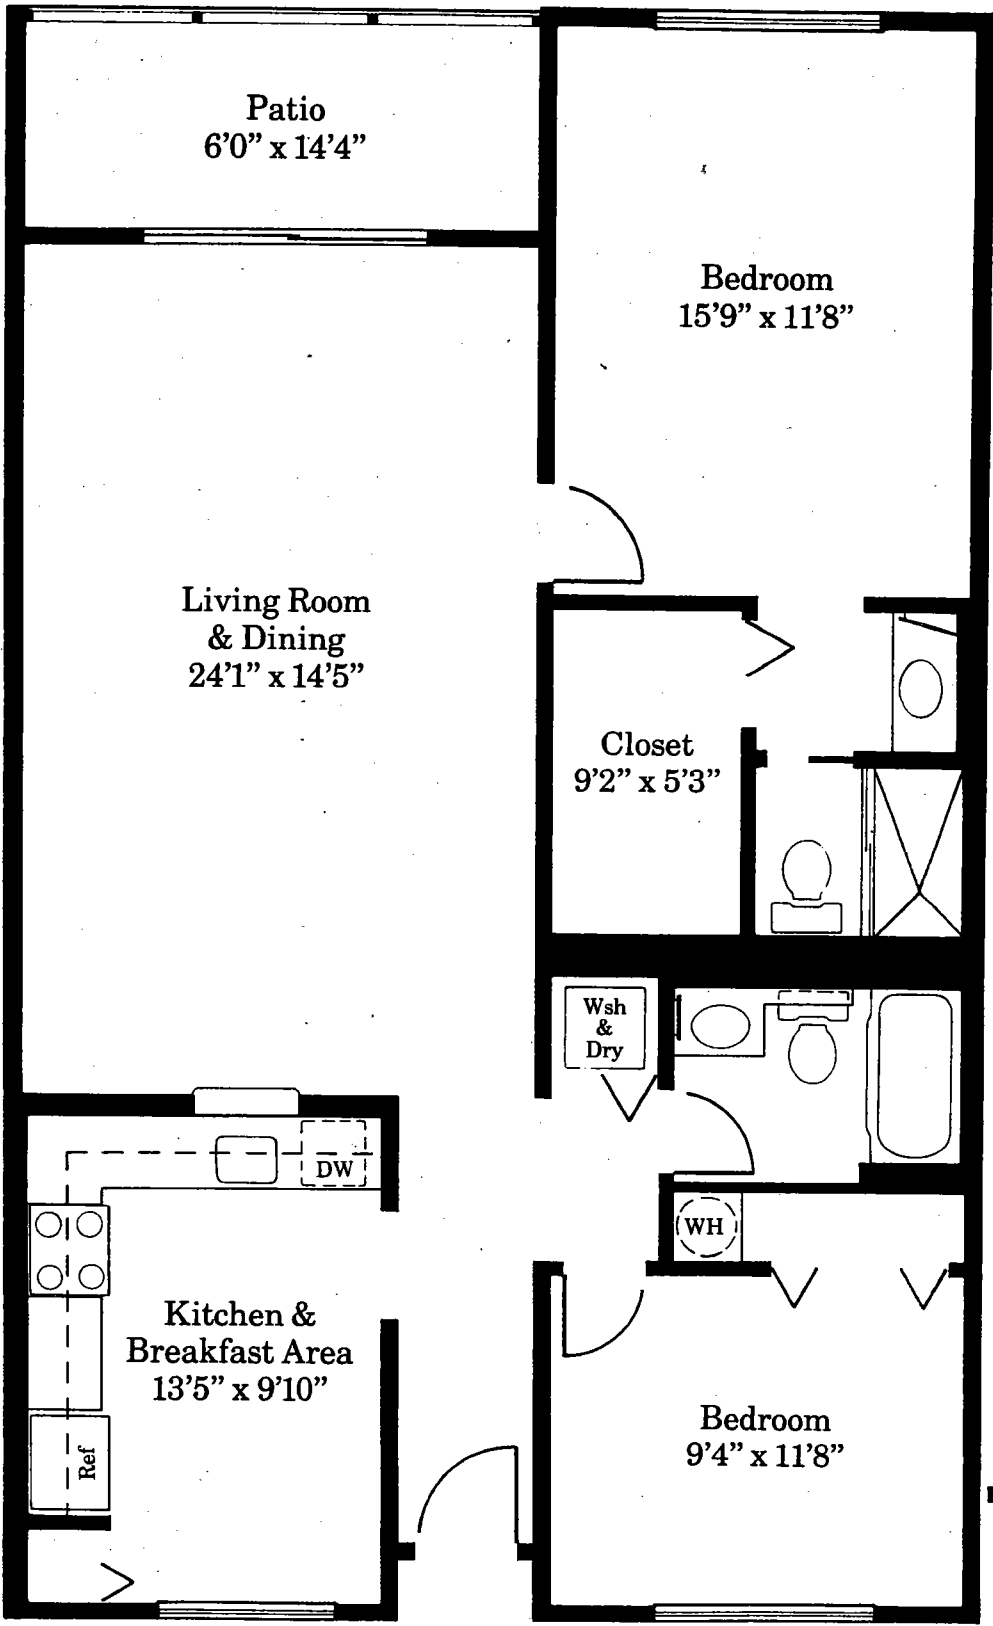 Patio
6’0” x 14’4”
Bedroom
15’9” x 11’8”
Living Room
& Dining
24’1” x 14’5”
Closet
9’2” x 5’3”
Wsh
&
Dry
DW
WH
Kitchen &
Breakfast Area
13’5” x 9’10”
Ref
Bedroom
9’4” x 11’8”